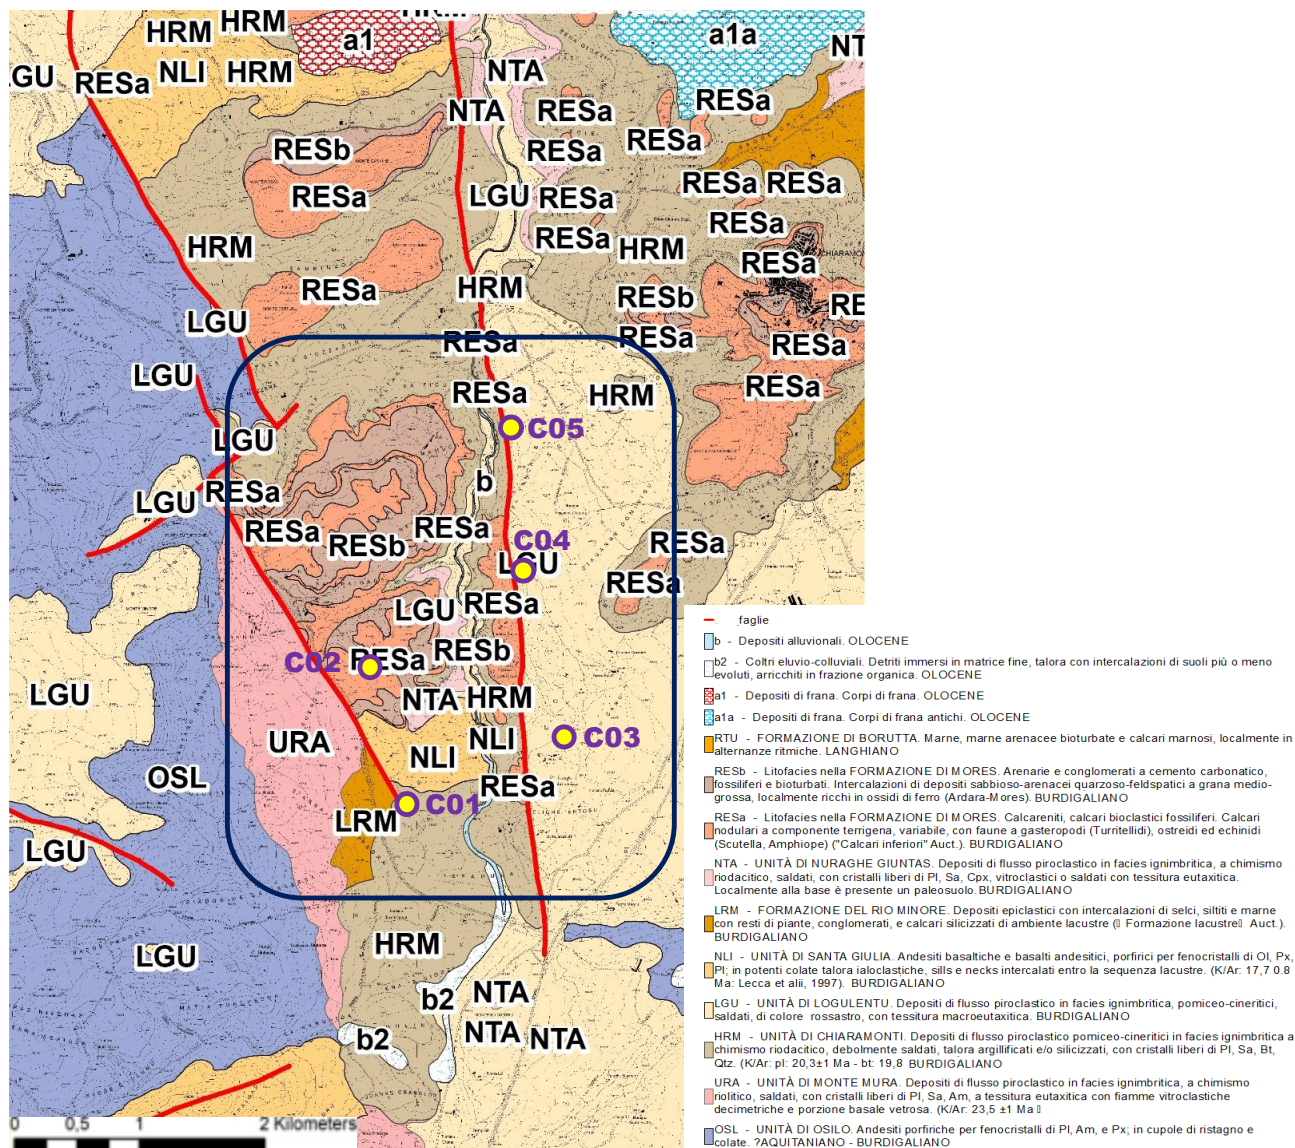 HRM
HRM
HRM
a1
a1a
NTA
NT
.GU
RESa
NLI
HRM
NTA
NTA
RESa
RESa
RESb
RESa
RESa
RESa
LGU
RESa
RESa
RESa
RESa
HRM
RESa
HRM
RESa
CHIARAMO
RESa
HRM
RESb
RE
LGU
RESa
RESa
RESa
LGU
RESa
HRM
RESa
C05
LGU
b
RESa
LGU
RESa
RESa
RESb
C04
LGU
RESa
RESa
LGU
RESa
C02
RESa
RESb
LGU
NTA
HRM
URA
NLI
NLI
C03
OSL
RESa
C01
LRM
LGU
HRM
LGU
b2
NTA
b2
NTA
NTA
0 0,5 1 2 Kilometers
faglie
b - Depositi alluvionali. OLOCENE
b2 - Coltri eluvio-colluviali. Detriti immersi in matrice fine, talora con intercalazioni di suoli più o meno
evoluti, arricchiti in frazione organica. OLOCENE
a1 - Depositi di frana. Corpi di frana. OLOCENE
a1a - Depositi di frana. Corpi di frana antichi. OLOCENE
RTU - FORMAZIONE DI BORUTTA. Marne, marne arenacee bioturbate e calcari marnosi, localmente in
alternanze ritmiche. LANGHIANO
RESb - Litofacies nella FORMAZIONE DI MORES. Arenarie e conglomerati a cemento carbonatico,
fossiliferi e bioturbati. Intercalazioni di depositi sabbioso-arenacei quarzoso-feldspatici a grana medio-
grossa, localmente ricchi in ossidi di ferro (Ardara-Mores). BURDIGALIANO
RESa - Litofacies nella FORMAZIONE DI MORES. Calcareniti, calcari bioclastici fossiliferi. Calcari
nodulari a componente terrigena, variabile, con faune a gasteropodi (Turritellidi), ostreidi ed echinidi
(Scutella, Amphiope) ("Calcari inferiori" Auct.). BURDIGALIANO
NTA - UNITÀ DI NURAGHE GIUNTAS. Depositi di flusso piroclastico in facies ignimbritica, a chimismo
riodacitico, saldati, con cristalli liberi di Pl, Sa, Cpx, vitroclastici o saldati con tessitura eutaxitica.
Localmente alla base è presente un paleosuolo. BURDIGALIANO
LRM - FORMAZIONE DEL RIO MINORE. Depositi epiclastici con intercalazioni di selci, siltiti e marne
con resti di piante, conglomerati, e calcari silicizzati di ambiente lacustre (▯ Formazione lacustre▯ Auct.).
BURDIGALIANO
NLI - UNITÀ DI SANTA GIULIA. Andesiti basaltiche e basalti andesitici, porfirici per fenocristalli di Ol, Px,
Pl; in potenti colate talora ialoclastiche, sills e necks intercalati entro la sequenza lacustre. (K/Ar: 17,7 0.8
Ma: Lecca et alii, 1997). BURDIGALIANO
LGU - UNITÀ DI LOGULENTU. Depositi di flusso piroclastico in facies ignimbritica, pomiceo-cineritici,
saldati, di colore rossastro, con tessitura macroeutaxitica. BURDIGALIANO
HRM - UNITÀ DI CHIARAMONTI. Depositi di flusso piroclastico pomiceo-cineritici in facies ignimbritica a
chimismo riodacitico, debolmente saldati, talora argillificati e/o silicizzati, con cristalli liberi di Pl, Sa, Bt,
Qtz. (K/Ar: pl: 20,3±1 Ma - bt: 19,8 BURDIGALIANO
URA - UNITÀ DI MONTE MURA. Depositi di flusso piroclastico in facies ignimbritica, a chimismo
riolitico, saldati, con cristalli liberi di Pl, Sa, Am, a tessitura eutaxitica con fiamme vitroclastiche
decimetriche e porzione basale vetrosa. (K/Ar: 23,5 ±1 Ma ▯
OSL - UNITÀ DI OSILO. Andesiti porfiriche per fenocristalli di Pl, Am, e Px; in cupole di ristagno e
colate. ?AQUITANIANO - BURDIGALIANO